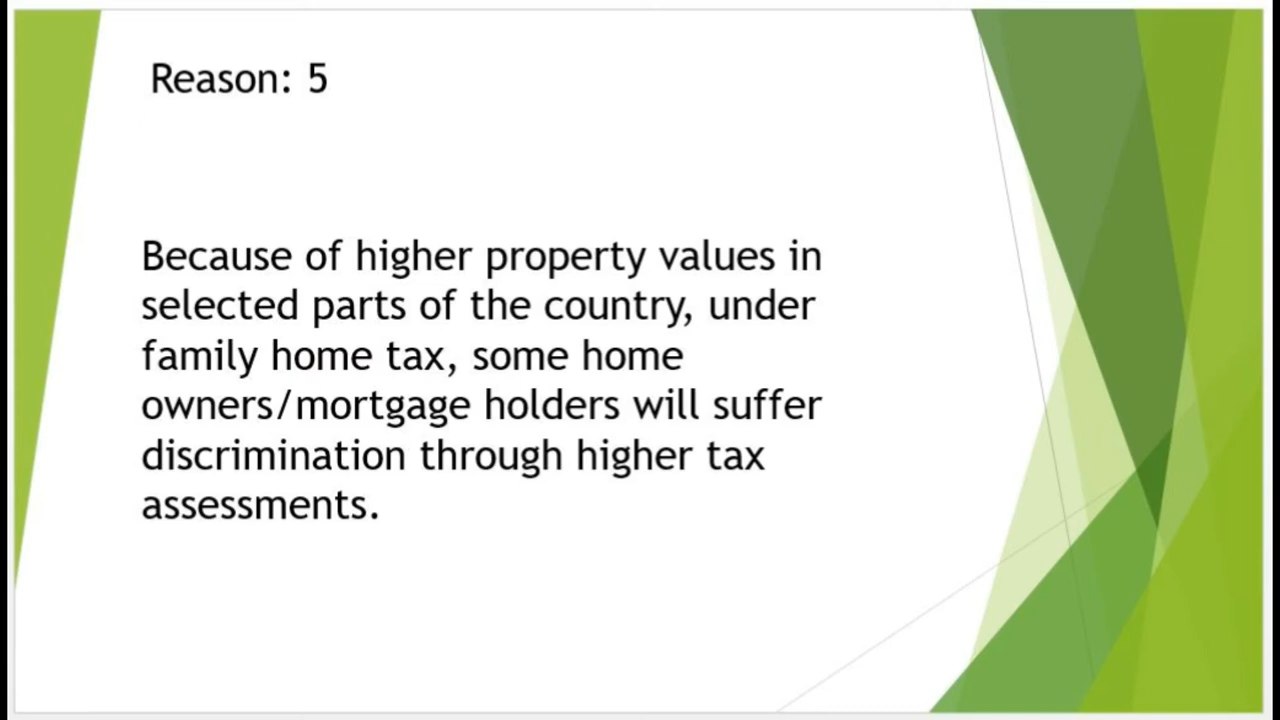 Reason: 5
Because of higher property values in
selected parts of the country, under
family home tax, some home
owners/mortgage holders will suffer
discrimination through higher tax
assessments.